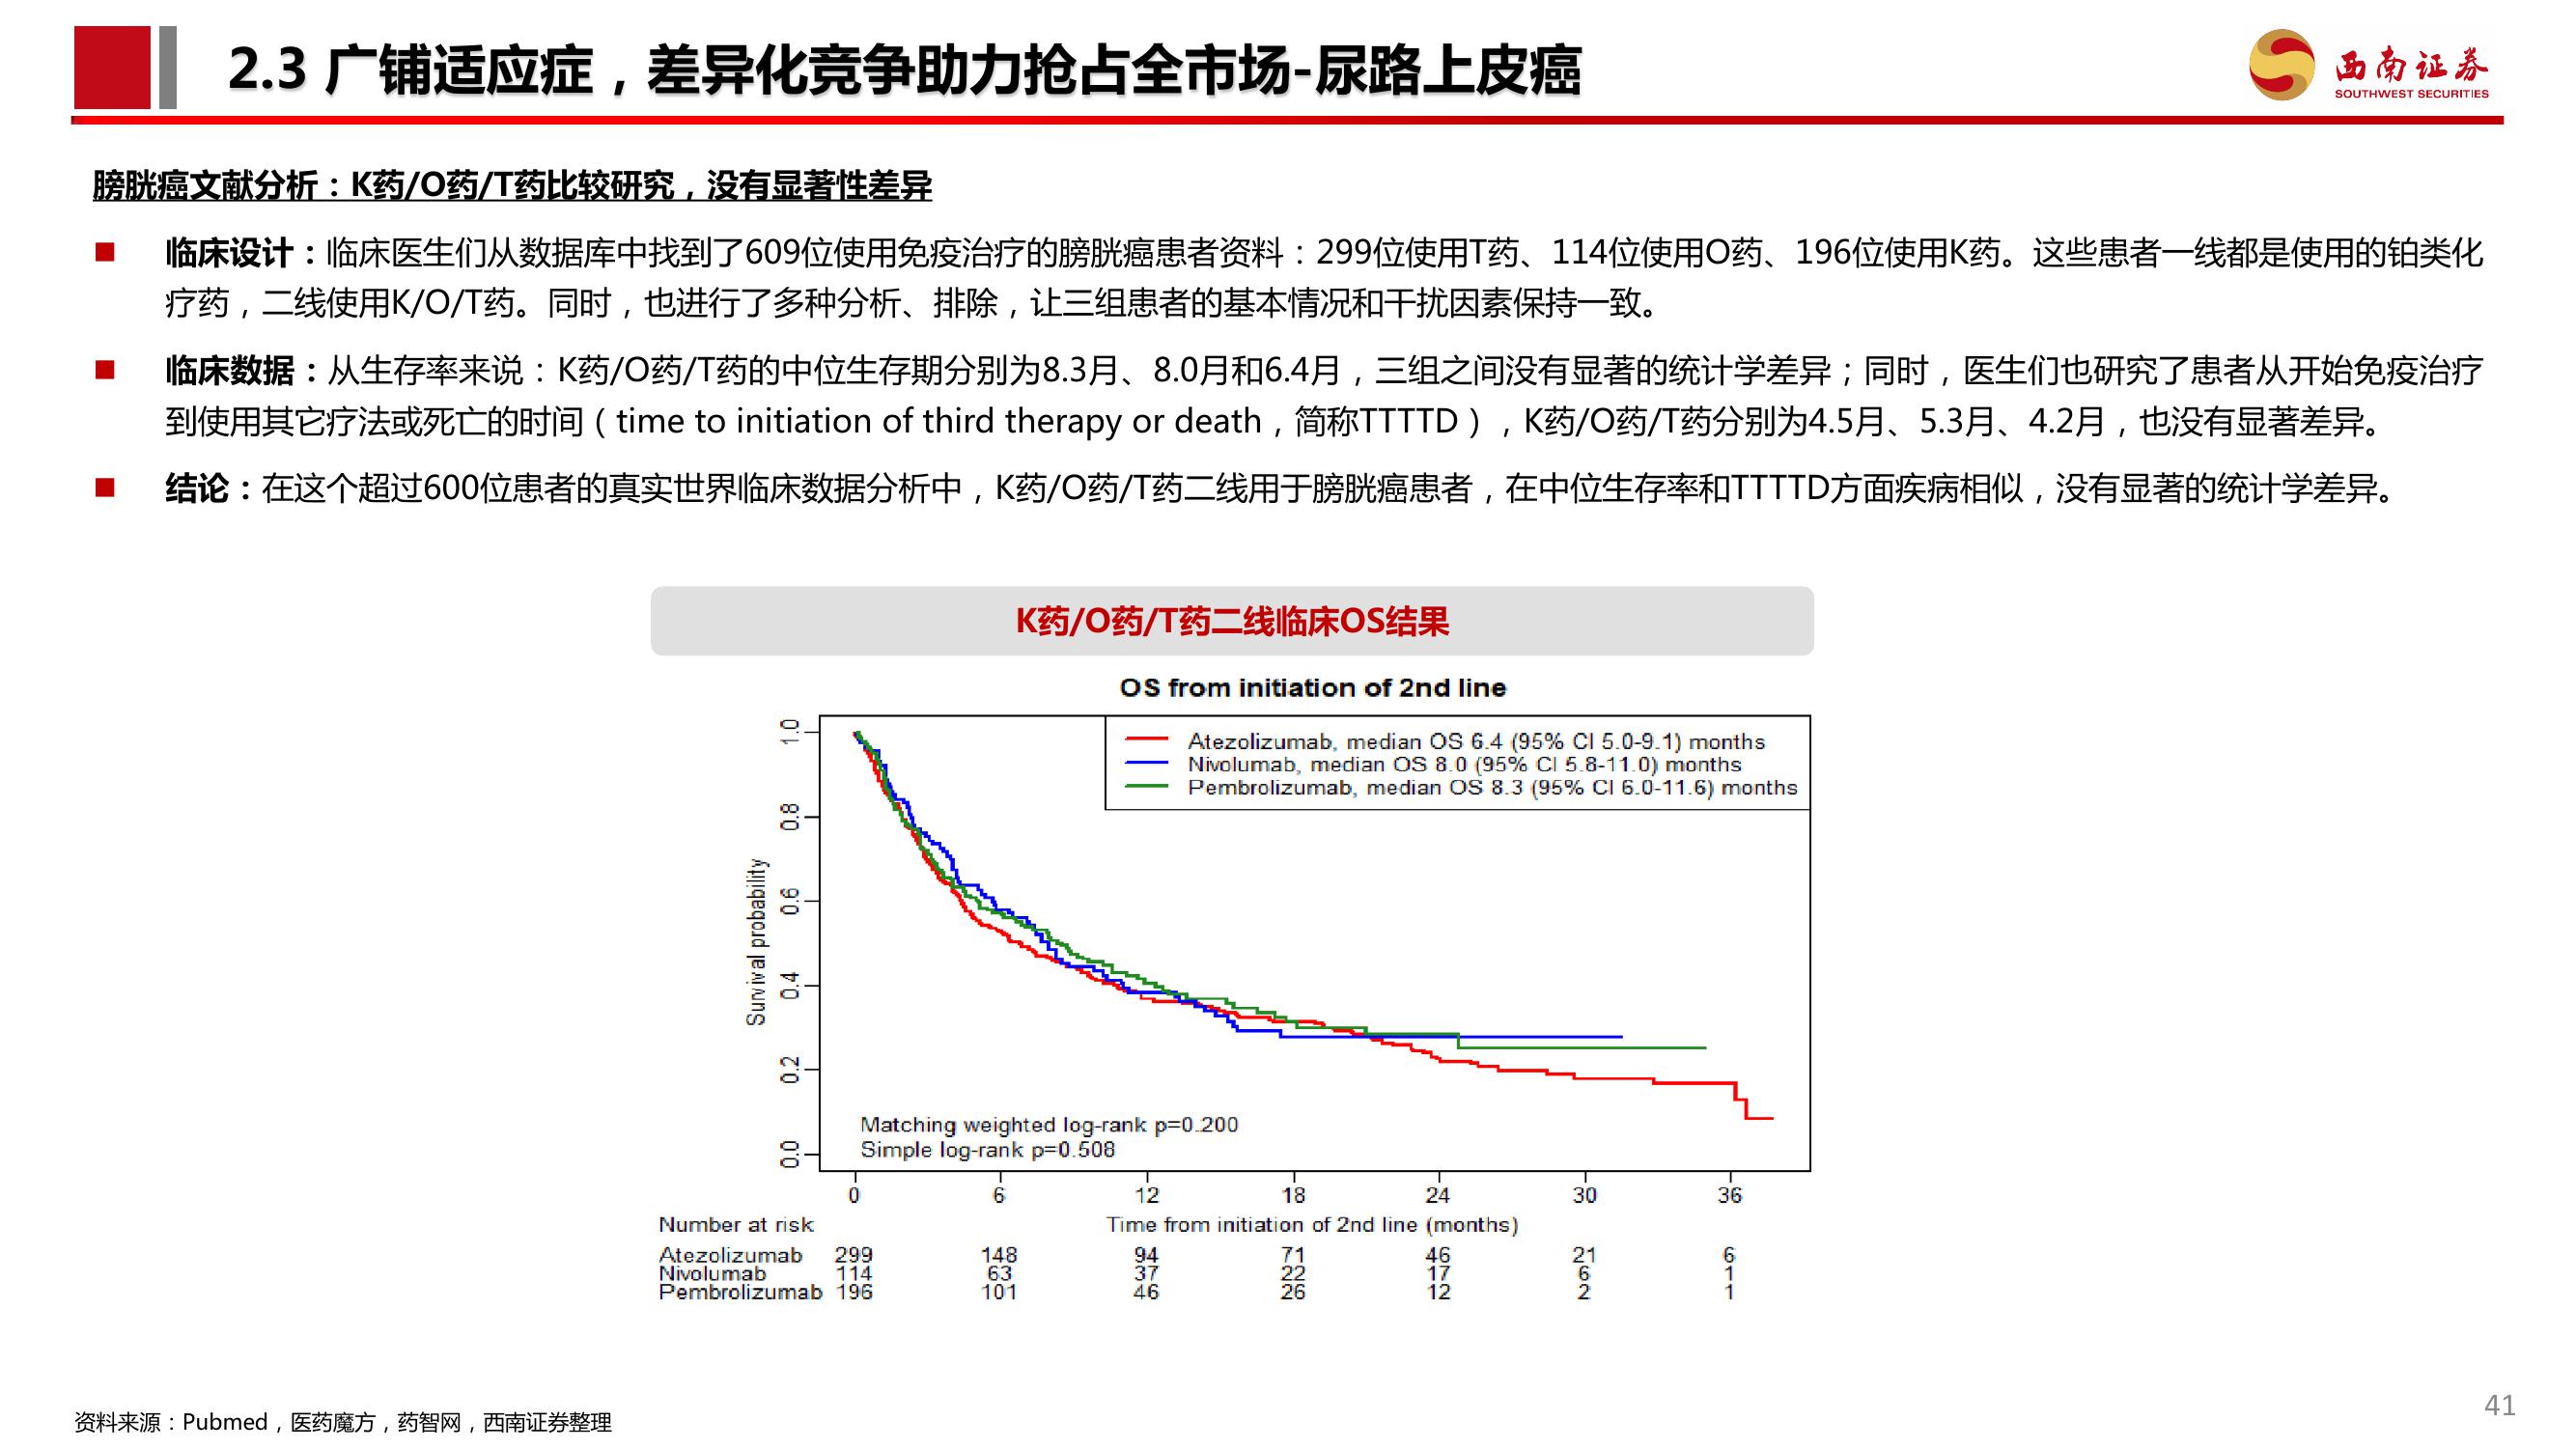 2.3 广铺适应症，差异化竞争助力抢占全市场-尿路上皮癌
西南证券
SOUTHWEST SECURITIES
膀胱癌文献分析：K药/O药/T药比较研究，没有显著性差异
临床设计：临床医生们从数据库中找到了609位使用免疫治疗的膀胱癌患者资料：299位使用T药、114位使用O药、196位使用K药。这些患者一线都是使用的铂类化
疗药，二线使用K/O/T药。同时，也进行了多种分析、排除，让三组患者的基本情况和干扰因素保持一致。
临床数据：从生存率来说：K药/O药/T药的中位生存期分别为8.3月、8.0月和6.4月，三组之间没有显著的统计学差异；同时，医生们也研究了患者从开始免疫治疗
到使用其它疗法或死亡的时间（time to initiation of third therapy or death，简称TTTTD），K药/O药/T药分别为4.5月、5.3月、4.2月，也没有显著差异。
结论：在这个超过600位患者的真实世界临床数据分析中，K药/O药/T药二线用于膀胱癌患者，在中位生存率和TTTTD方面疾病相似，没有显著的统计学差异。
K药/O药/T药二线临床OS结果
OS from initiation of 2nd line
Atezolizumab, median OS 6.4 (95% CI 5.0-9.1) months
Nivolumab, median OS 8.0 (95% CI 5.8-11.0) months
Pembrolizumab, median OS 8.3 (95% CI 6.0-11.6) months
Survival probability
1.0
0.8
0.6
0.4
0.2
0.0
Matching weighted log-rank p=0.200
Simple log-rank p=0.508
0 6 12 18 24 30 36
Number at risk Time from initiation of 2nd line (months)
Atezolizumab 299 148 94 71 46 21 6
Nivolumab 114 63 37 22 17 6 1
Pembrolizumab 196 101 46 26 12 2 1
资料来源：Pubmed，医药魔方，药智网，西南证券整理
41